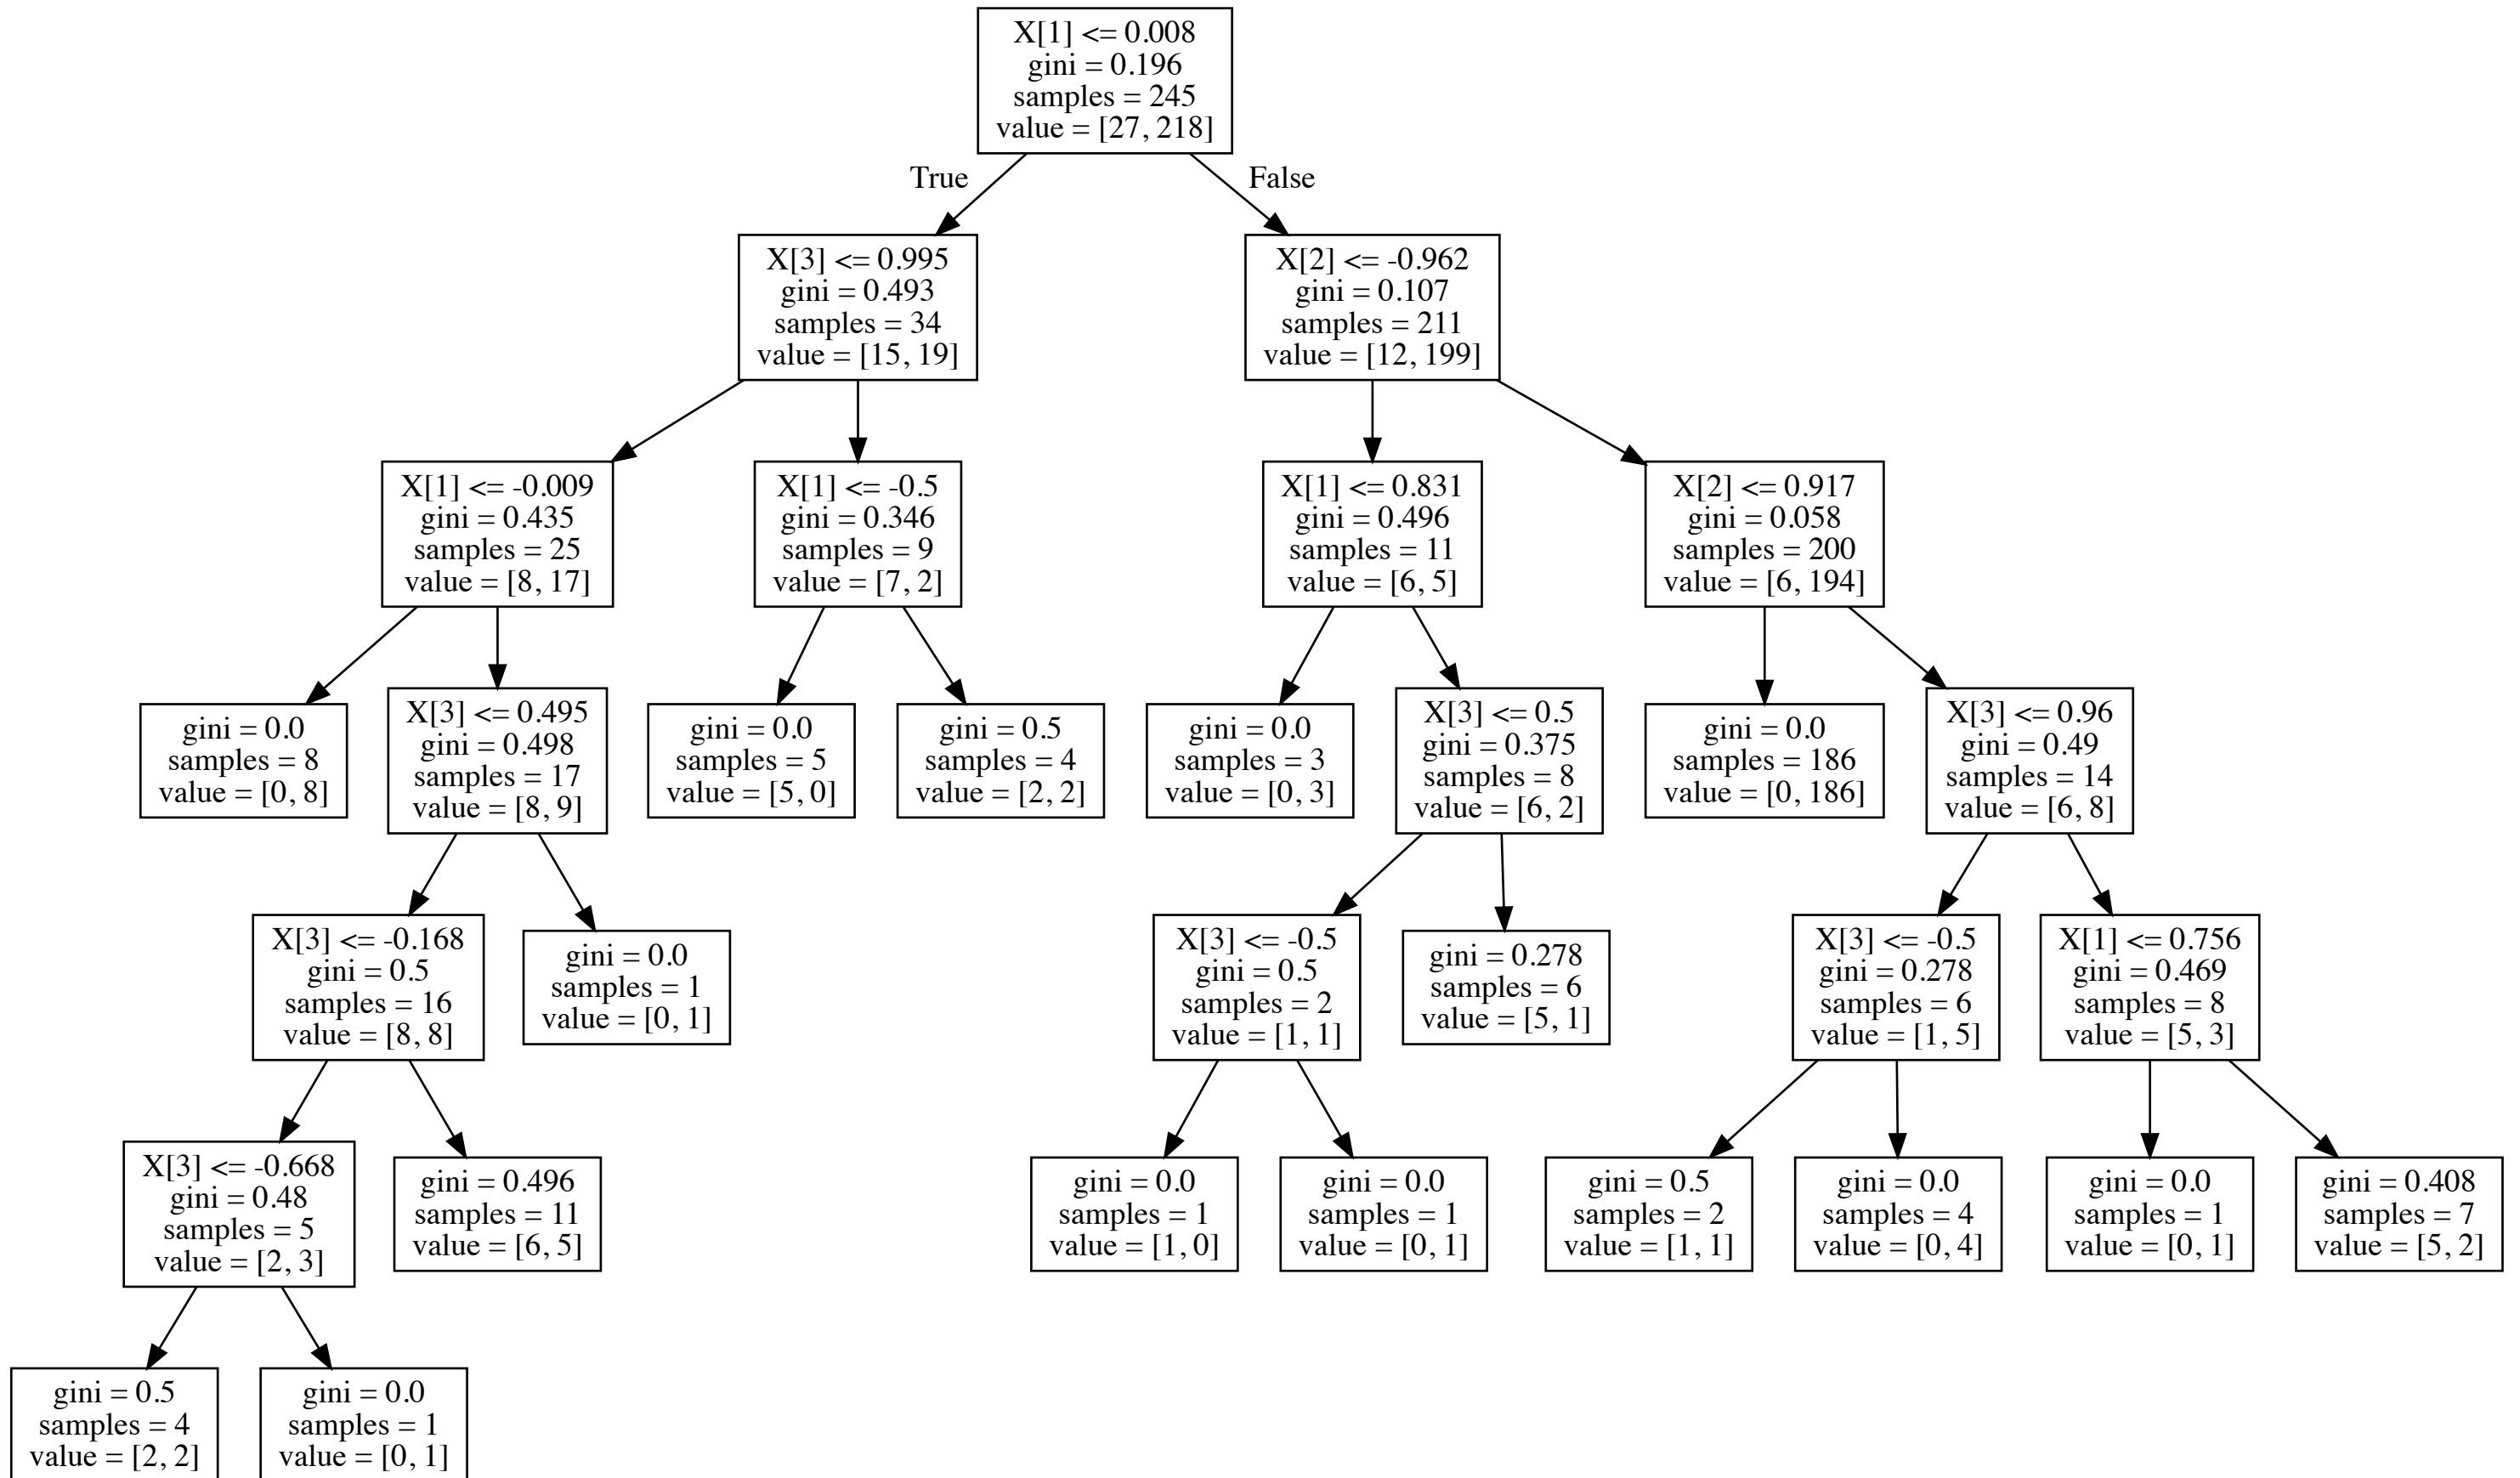 X[1] <= 0.008
gini = 0.196
samples = 245
value = [27, 218]
True
False
X[3] <= 0.995
gini = 0.493
samples = 34
value = [15, 19]
X[2] <= -0.962
gini = 0.107
samples = 211
value = [12, 199]
X[1] <= -0.009
gini = 0.435
samples = 25
value = [8, 17]
X[1] <= -0.5
gini = 0.346
samples = 9
value = [7, 2]
X[1] <= 0.831
gini = 0.496
samples = 11
value = [6, 5]
X[2] <= 0.917
gini = 0.058
samples = 200
value = [6, 194]
gini = 0.0
samples = 8
value = [0, 8]
X[3] <= 0.495
gini = 0.498
samples = 17
value = [8, 9]
gini = 0.0
samples = 5
value = [5, 0]
gini = 0.5
samples = 4
value = [2, 2]
gini = 0.0
samples = 3
value = [0, 3]
X[3] <= 0.5
gini = 0.375
samples = 8
value = [6, 2]
gini = 0.0
samples = 186
value = [0, 186]
X[3] <= 0.96
gini = 0.49
samples = 14
value = [6, 8]
X[3] <= -0.168
gini = 0.5
samples = 16
value = [8, 8]
gini = 0.0
samples = 1
value = [0, 1]
X[3] <= -0.5
gini = 0.5
samples = 2
value = [1, 1]
gini = 0.278
samples = 6
value = [5, 1]
X[3] <= -0.5
gini = 0.278
samples = 6
value = [1, 5]
X[1] <= 0.756
gini = 0.469
samples = 8
value = [5, 3]
X[3] <= -0.668
gini = 0.48
samples = 5
value = [2, 3]
gini = 0.496
samples = 11
value = [6, 5]
gini = 0.0
samples = 1
value = [1, 0]
gini = 0.0
samples = 1
value = [0, 1]
gini = 0.5
samples = 2
value = [1, 1]
gini = 0.0
samples = 4
value = [0, 4]
gini = 0.0
samples = 1
value = [0, 1]
gini = 0.408
samples = 7
value = [5, 2]
gini = 0.5
samples = 4
value = [2, 2]
gini = 0.0
samples = 1
value = [0, 1]